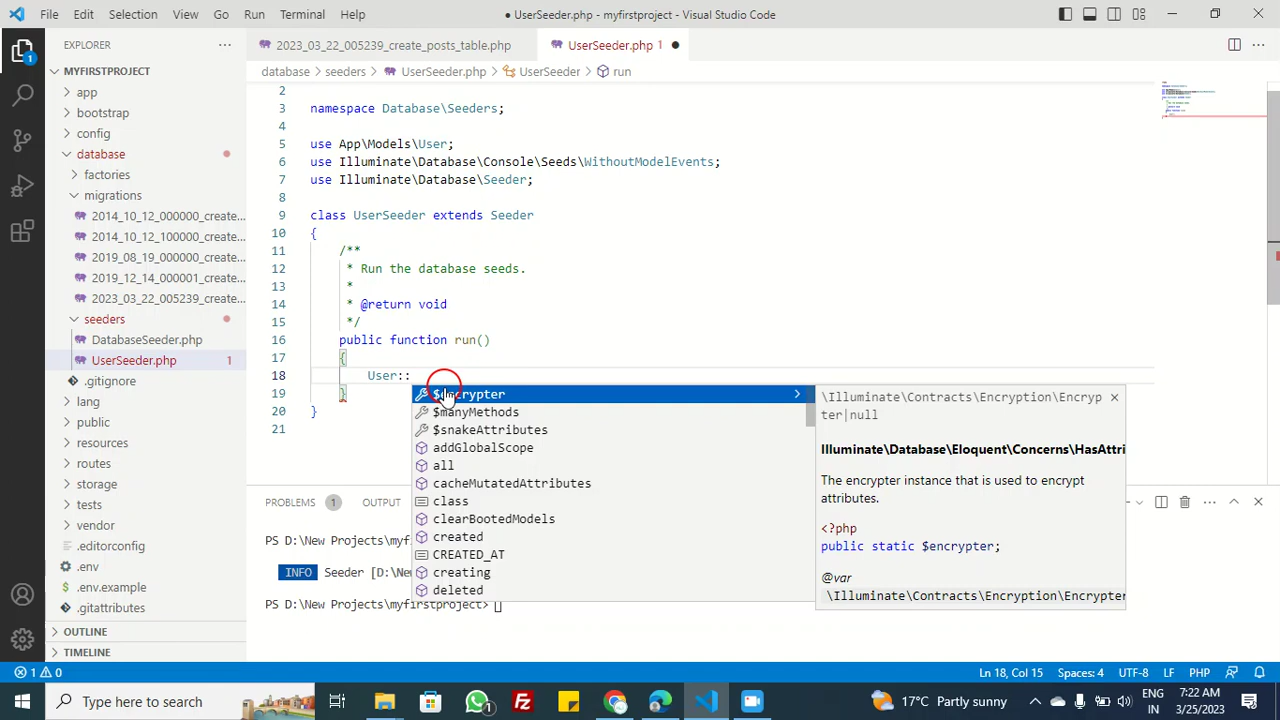 File Edit Selection View Go Run Terminal Help
● UserSeeder.php - myfirstproject - Visual Studio Code
EXPLORER
2023_03_22_005239_create_posts_table.php
UserSeeder.php 1
MYFIRSTPROJECT
database > seeders > UserSeeder.php > UserSeeder > run
app
bootstrap
config
database
factories
migrations
2014_10_12_000000_create...
2014_10_12_100000_create...
2019_08_19_000000_create...
2019_12_14_000001_create...
2023_03_22_005239_create...
seeders
DatabaseSeeder.php
UserSeeder.php 1
.gitignore
lang
public
resources
routes
storage
tests
vendor
.editorconfig
.env
.env.example
.gitattributes
OUTLINE
TIMELINE
2
3 namespace Database\Seeders;
4
5 use App\Models\User;
6 use Illuminate\Database\Console\Seeds\WithoutModelEvents;
7 use Illuminate\Database\Seeder;
8
9 class UserSeeder extends Seeder
10 {
11 /**
12 * Run the database seeds.
13 *
14 * @return void
15 */
16 public function run()
17 {
18 User::
19 }
20 }
21
$encrypter
$manyMethods
$snakeAttributes
addGlobalScope
all
cacheMutatedAttributes
class
clearBootedModels
created
CREATED_AT
creating
deleted
\Illuminate\Contracts\Encryption\Encryp
ter|null
Illuminate\Database\Eloquent\Concerns\HasAttri
The encrypter instance that is used to encrypt
attributes.
<?php
public static $encrypter;
@var
\Illuminate\Contracts\Encryption\Encrypter
PROBLEMS 1 OUTPUT
PS D:\New Projects\myf
INFO Seeder [D:\Ne
PS D:\New Projects\myfirstproject>
1 0
Ln 18, Col 15 Spaces: 4 UTF-8 LF PHP
Type here to search
1
17°C Partly sunny
ENG
IN
7:22 AM
3/25/2023
1